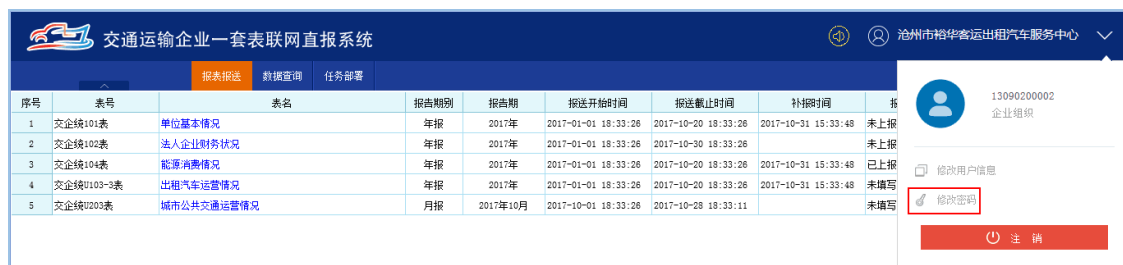 交通运输企业一套表联网直报系统
沧州市裕华客运出租汽车服务中心
报表报送 数据查询 任务部署
序号 表号 表名 报告期别 报告期 报送开始时间 报送截止时间 补报时间 报
1 交企统101表 单位基本情况 年报 2017年 2017-01-01 18:33:26 2017-10-20 18:33:26 2017-10-31 15:33:48 未上报
2 交企统102表 法人企业财务状况 年报 2017年 2017-01-01 18:33:26 2017-10-30 18:33:26 未上报
3 交企统104表 能源消费情况 年报 2017年 2017-01-01 18:33:26 2017-10-20 18:33:26 2017-10-31 15:33:48 已上报
4 交企统U103-3表 出租汽车运营情况 年报 2017年 2017-01-01 18:33:26 2017-10-20 18:33:26 2017-10-31 15:33:48 未填写
5 交企统U203表 城市公共交通运营情况 月报 2017年10月 2017-10-01 18:33:26 2017-10-28 18:33:11 未填写
13090200002
企业组织
修改用户信息
修改密码
注 销